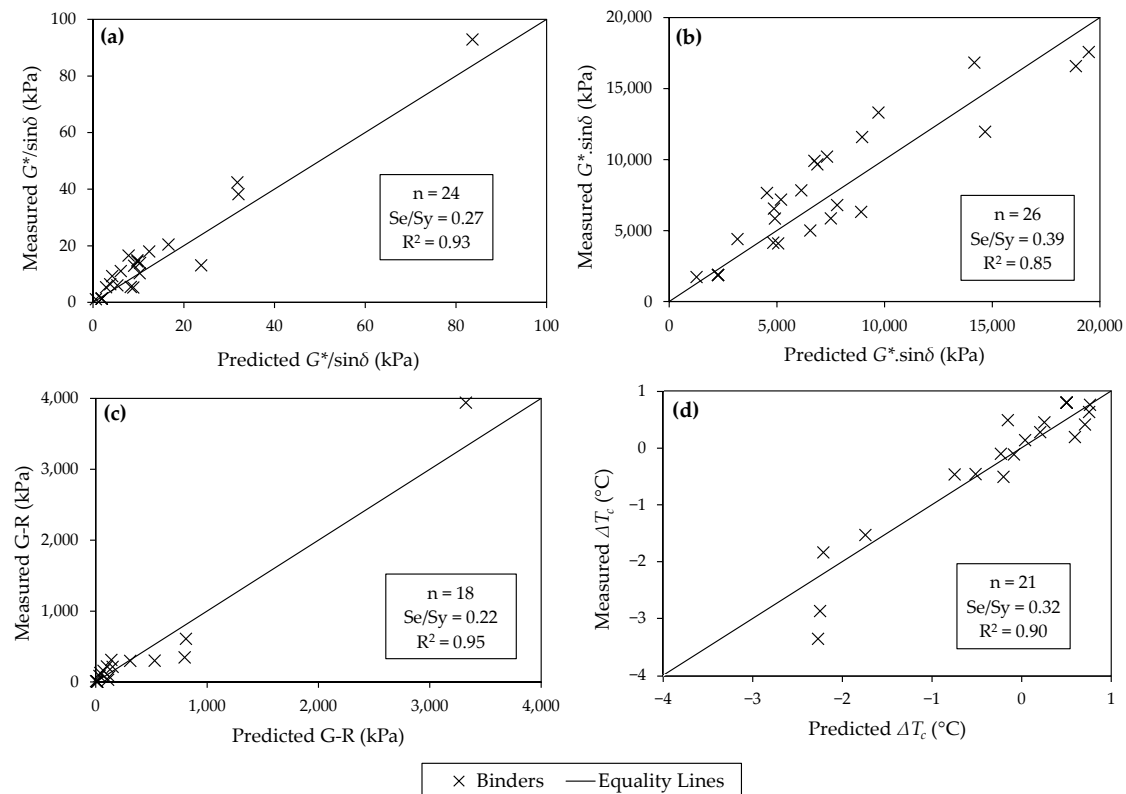 (a)
Measured G*/sinδ (kPa)
100
80
60
40
20
0
n = 24
Se/Sy = 0.27
R² = 0.93
0 20 40 60 80 100
Predicted G*/sinδ (kPa)
(b)
Measured G*.sinδ (kPa)
20,000
15,000
10,000
5,000
0
n = 26
Se/Sy = 0.39
R² = 0.85
0 5,000 10,000 15,000 20,000
Predicted G*.sinδ (kPa)
(c)
Measured G-R (kPa)
4,000
3,000
2,000
1,000
0
n = 18
Se/Sy = 0.22
R² = 0.95
0 1,000 2,000 3,000 4,000
Predicted G-R (kPa)
(d)
Measured ΔTc (°C)
1
0
−1
−2
−3
−4
n = 21
Se/Sy = 0.32
R² = 0.90
−4 −3 −2 −1 0 1
Predicted ΔTc (°C)
Binders Equality Lines